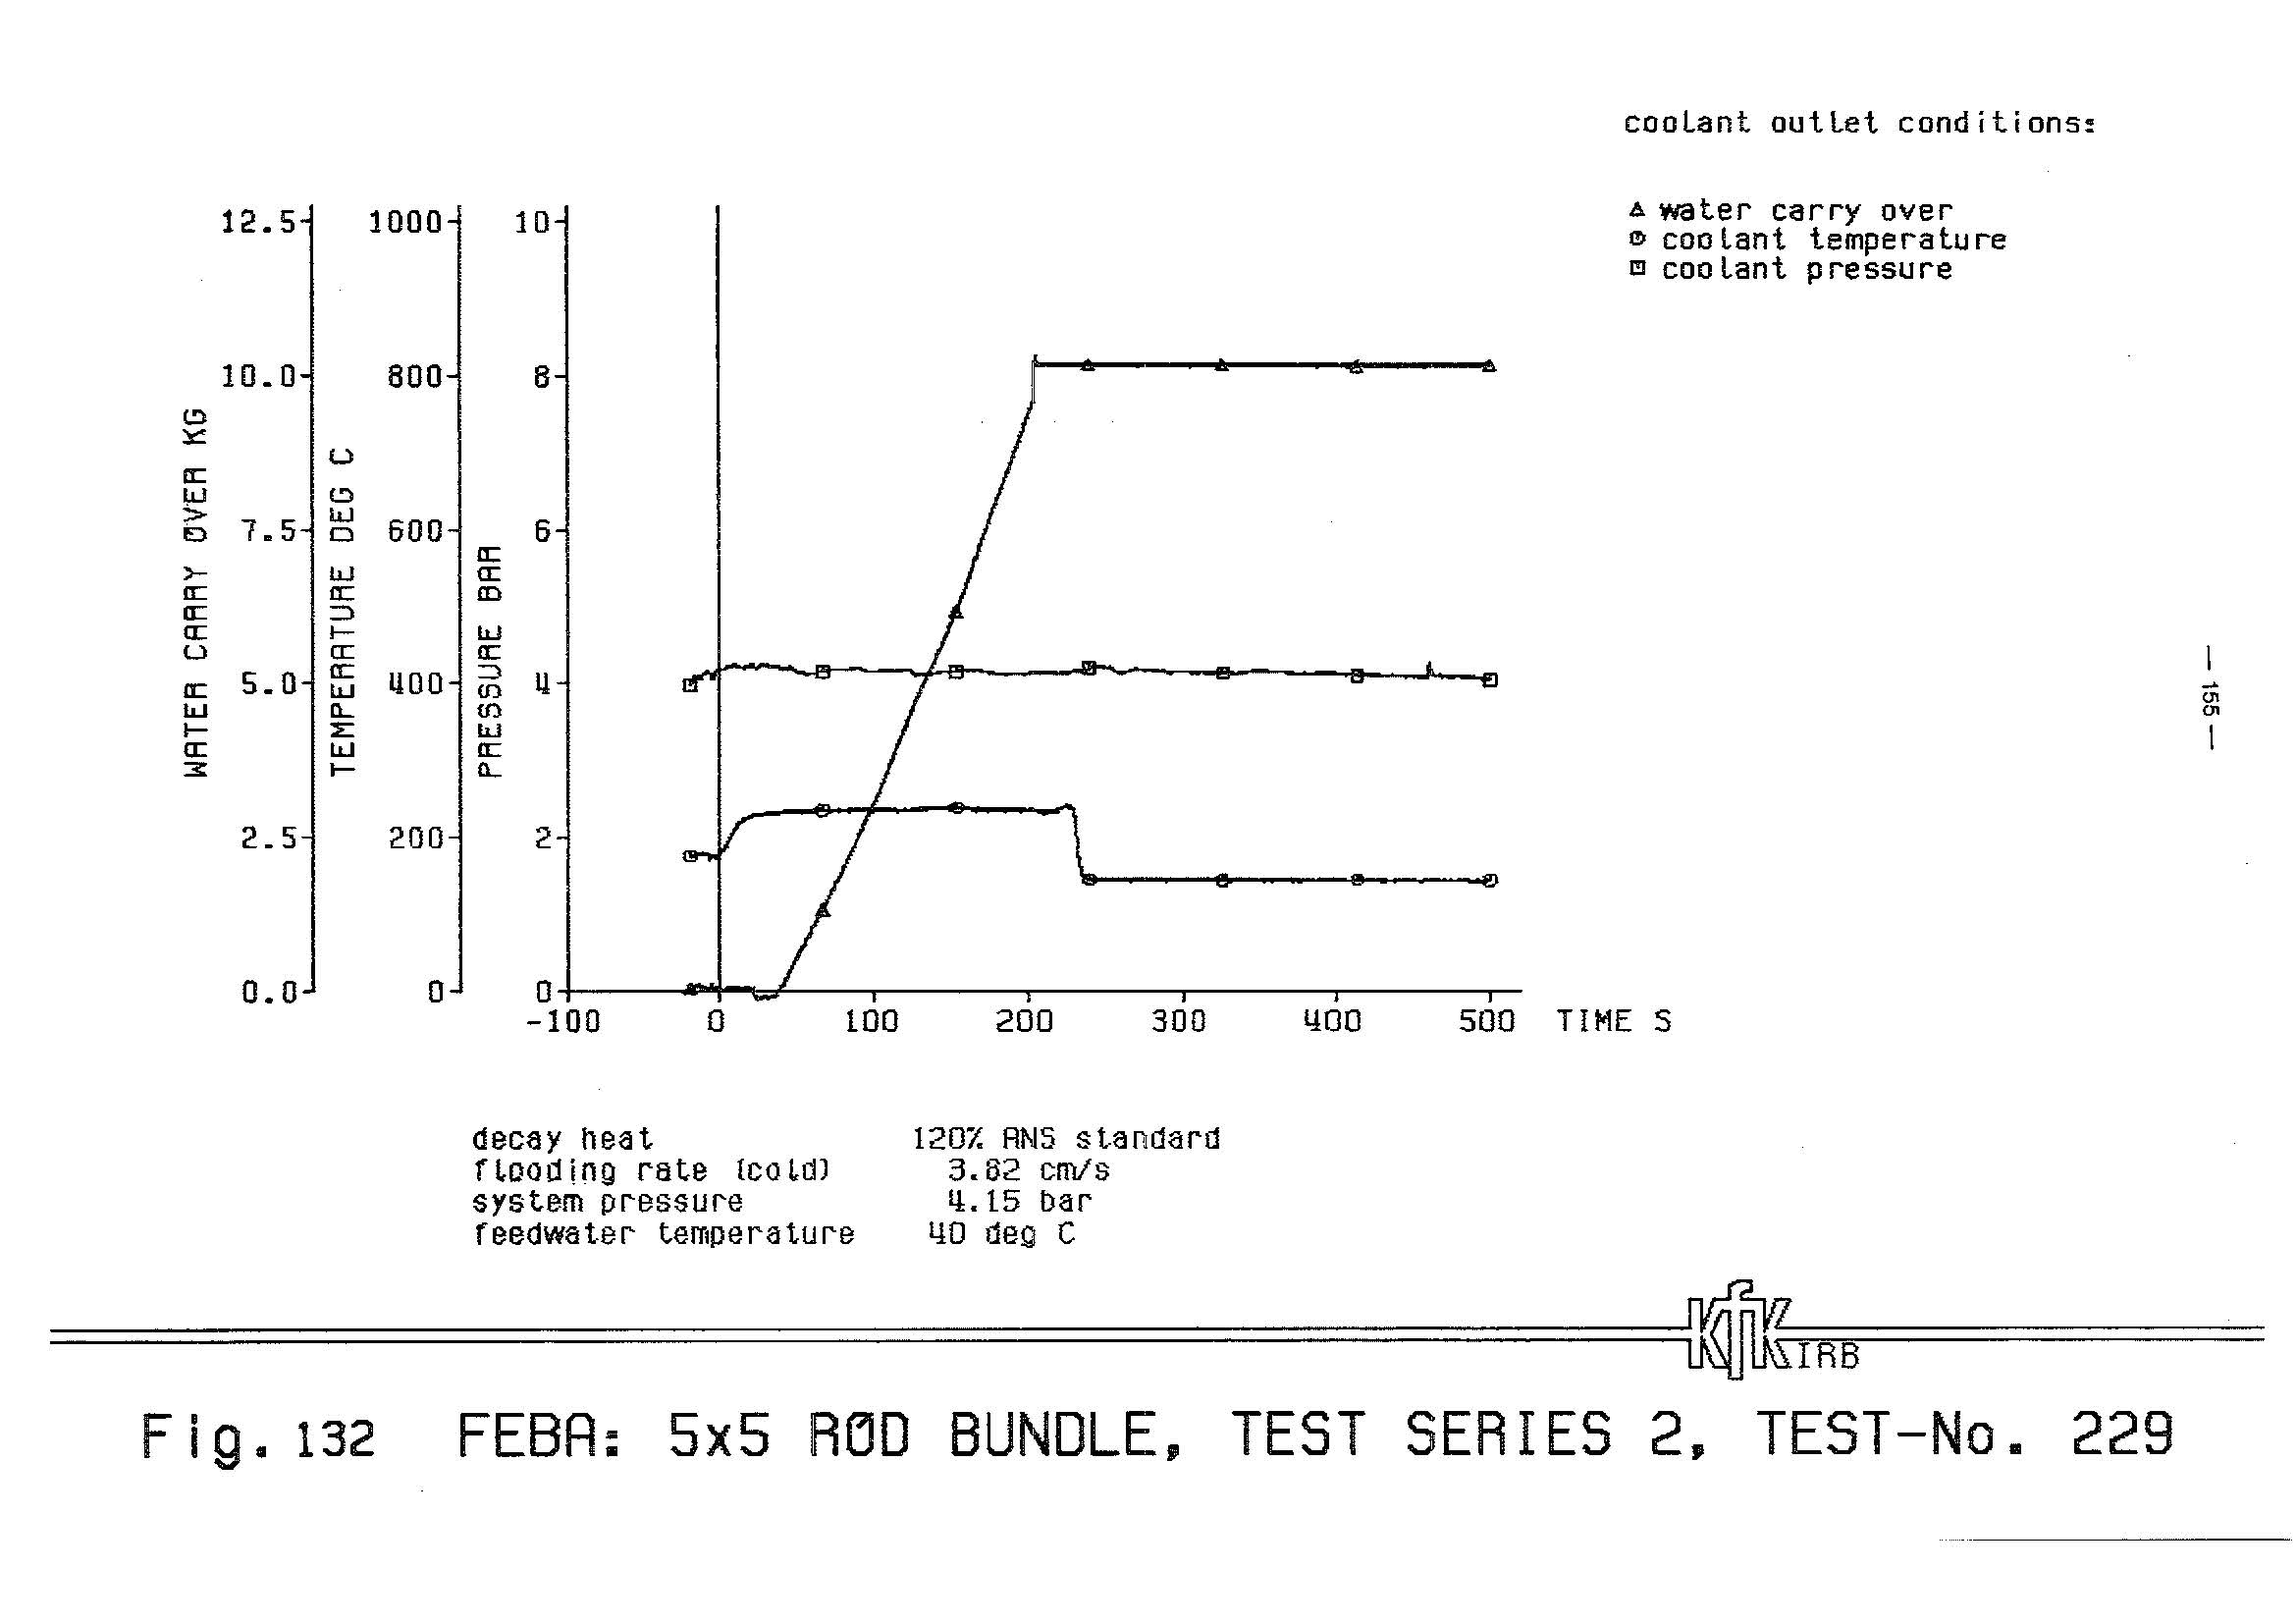 coolant outlet conditions:
water carry over
coolant temperature
coolant pressure
WATER CARRY OVER KG
12.5
10.0
7.5
5.0
2.5
0.0
TEMPERATURE DEG C
1000
800
600
400
200
0
PRESSURE BAR
10
8
6
4
2
0
-100 0 100 200 300 400 500 TIME S
— 155 —
decay heat 120% ANS standard
flooding rate (cold) 3.82 cm/s
system pressure 4.15 bar
feedwater temperature 40 deg C
KfK IRB
Fig. 132 FEBA: 5x5 RØD BUNDLE, TEST SERIES 2, TEST-No. 229